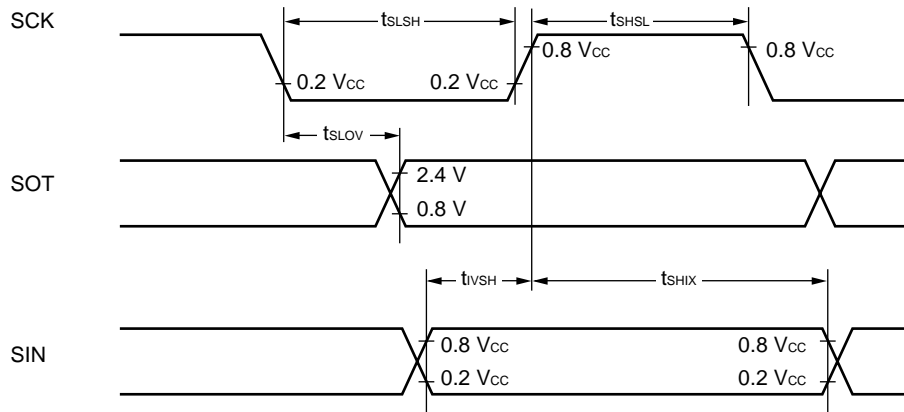 SCK
tSLSH
tSHSL
0.8 VCC
0.8 VCC
0.2 VCC
0.2 VCC
tSLOV
SOT
2.4 V
0.8 V
tIVSH
tSHIX
SIN
0.8 VCC
0.8 VCC
0.2 VCC
0.2 VCC